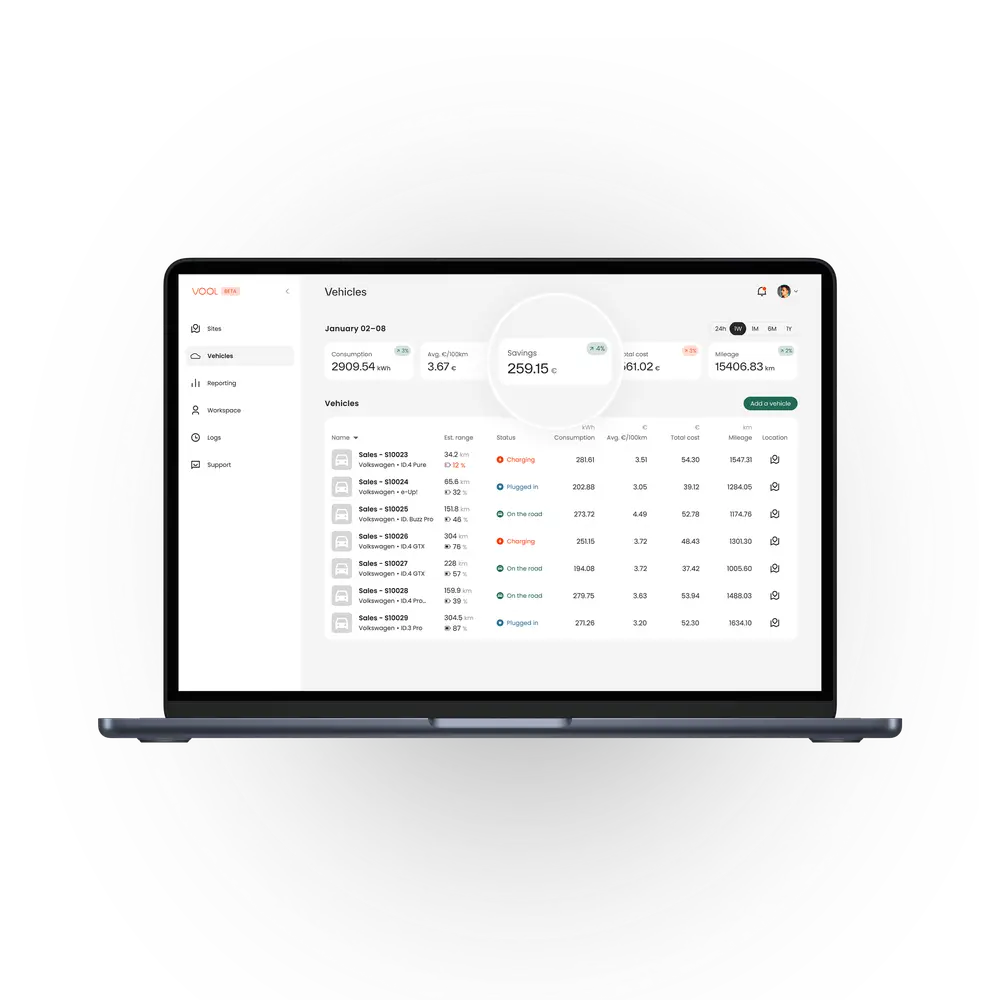 VOOL BETA
Vehicles
Sites
Vehicles
Reporting
Workspace
Logs
Support
January 02–08
24h 1W 1M 6M 1Y
Consumption 3%
2909.54 kWh
Avg. €/100km
3.67 €
Savings 4%
259.15 €
cost 3%
61.02 €
Mileage 2%
15406.83 km
Vehicles
Add a vehicle
kWh € € km
Name Est. range Status Consumption Avg. €/100km Total cost Mileage Location
Sales - S10023 34.2 km Charging 281.61 3.51 54.30 1547.31
Volkswagen • ID.4 Pure 12 %
Sales - S10024 65.6 km Plugged in 202.88 3.05 39.12 1284.05
Volkswagen • e-Up! 32 %
Sales - S10025 151.8 km On the road 273.72 4.49 52.78 1174.76
Volkswagen • ID. Buzz Pro 46 %
Sales - S10026 304 km Charging 251.15 3.72 48.43 1301.30
Volkswagen • ID.4 GTX 76 %
Sales - S10027 228 km On the road 194.08 3.72 37.42 1005.60
Volkswagen • ID.4 GTX 57 %
Sales - S10028 159.9 km On the road 279.75 3.63 53.94 1488.03
Volkswagen • ID.4 Pro... 39 %
Sales - S10029 304.5 km Plugged in 271.26 3.20 52.30 1634.10
Volkswagen • ID.3 Pro 87 %